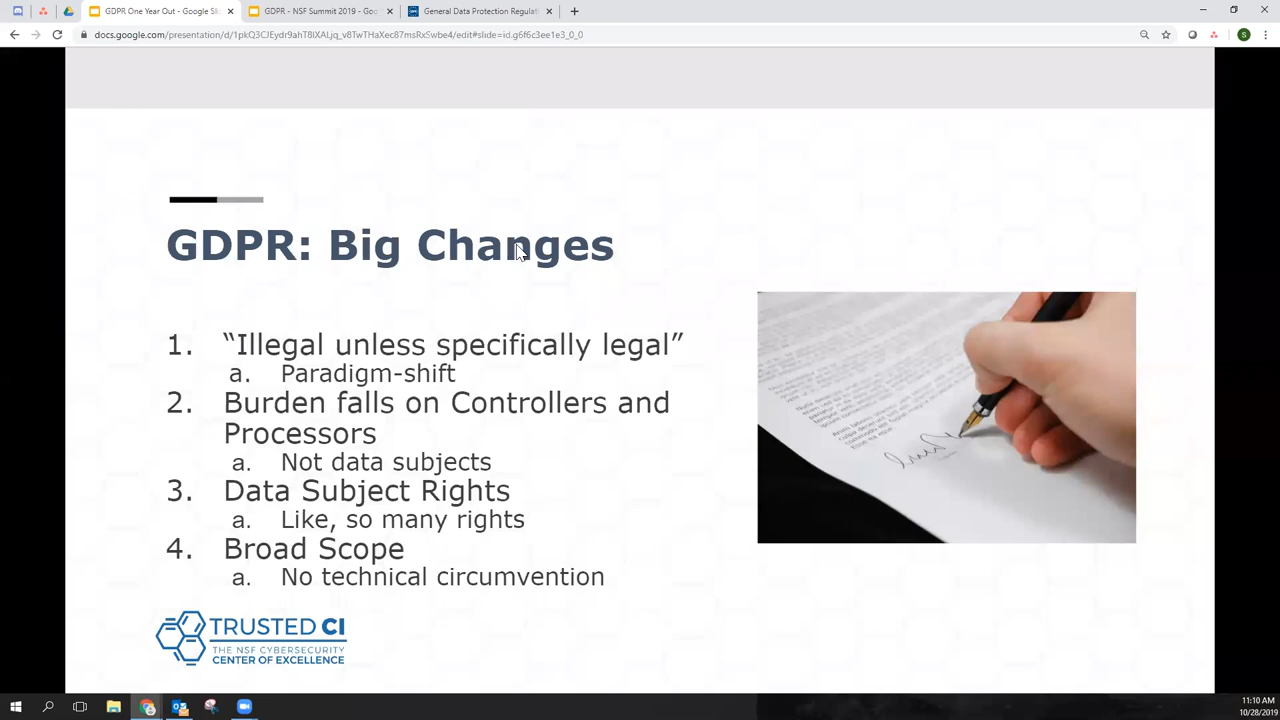 GDPR One Year Out - Google Sli
GDPR - NSF Summit 2019 - Goo
General Data Protection Regulati
docs.google.com/presentation/d/1pkQ3CJEydr9ahT8IXALjq_v8TwTHaXec87msRxSwbe4/edit#slide=id.g6f6c3ee1e3_0_0
S
GDPR: Big Changes
1. “Illegal unless specifically legal”
a. Paradigm-shift
2. Burden falls on Controllers and
Processors
a. Not data subjects
3. Data Subject Rights
a. Like, so many rights
4. Broad Scope
a. No technical circumvention
TRUSTED CI
THE NSF CYBERSECURITY
CENTER OF EXCELLENCE
11:10 AM
10/28/2019